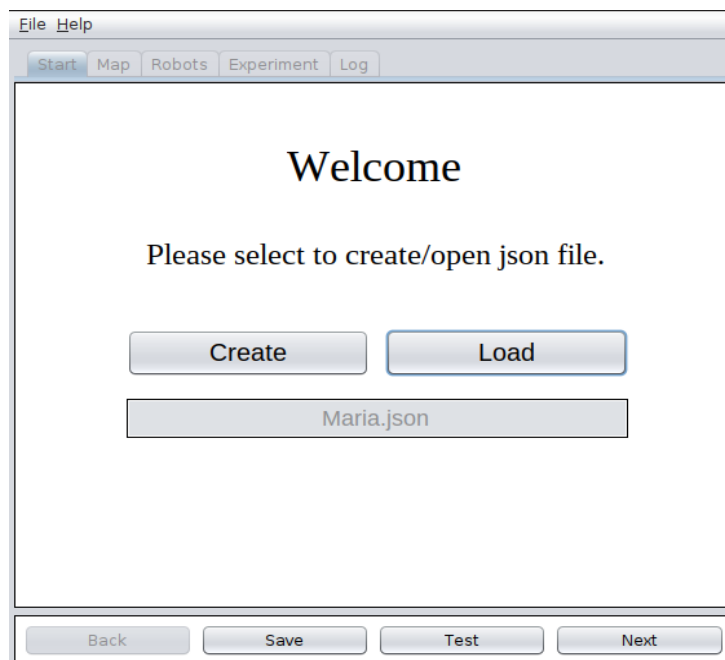 File Help
Start Map Robots Experiment Log
Welcome
Please select to create/open json file.
Create Load
Maria.json
Back Save Test Next